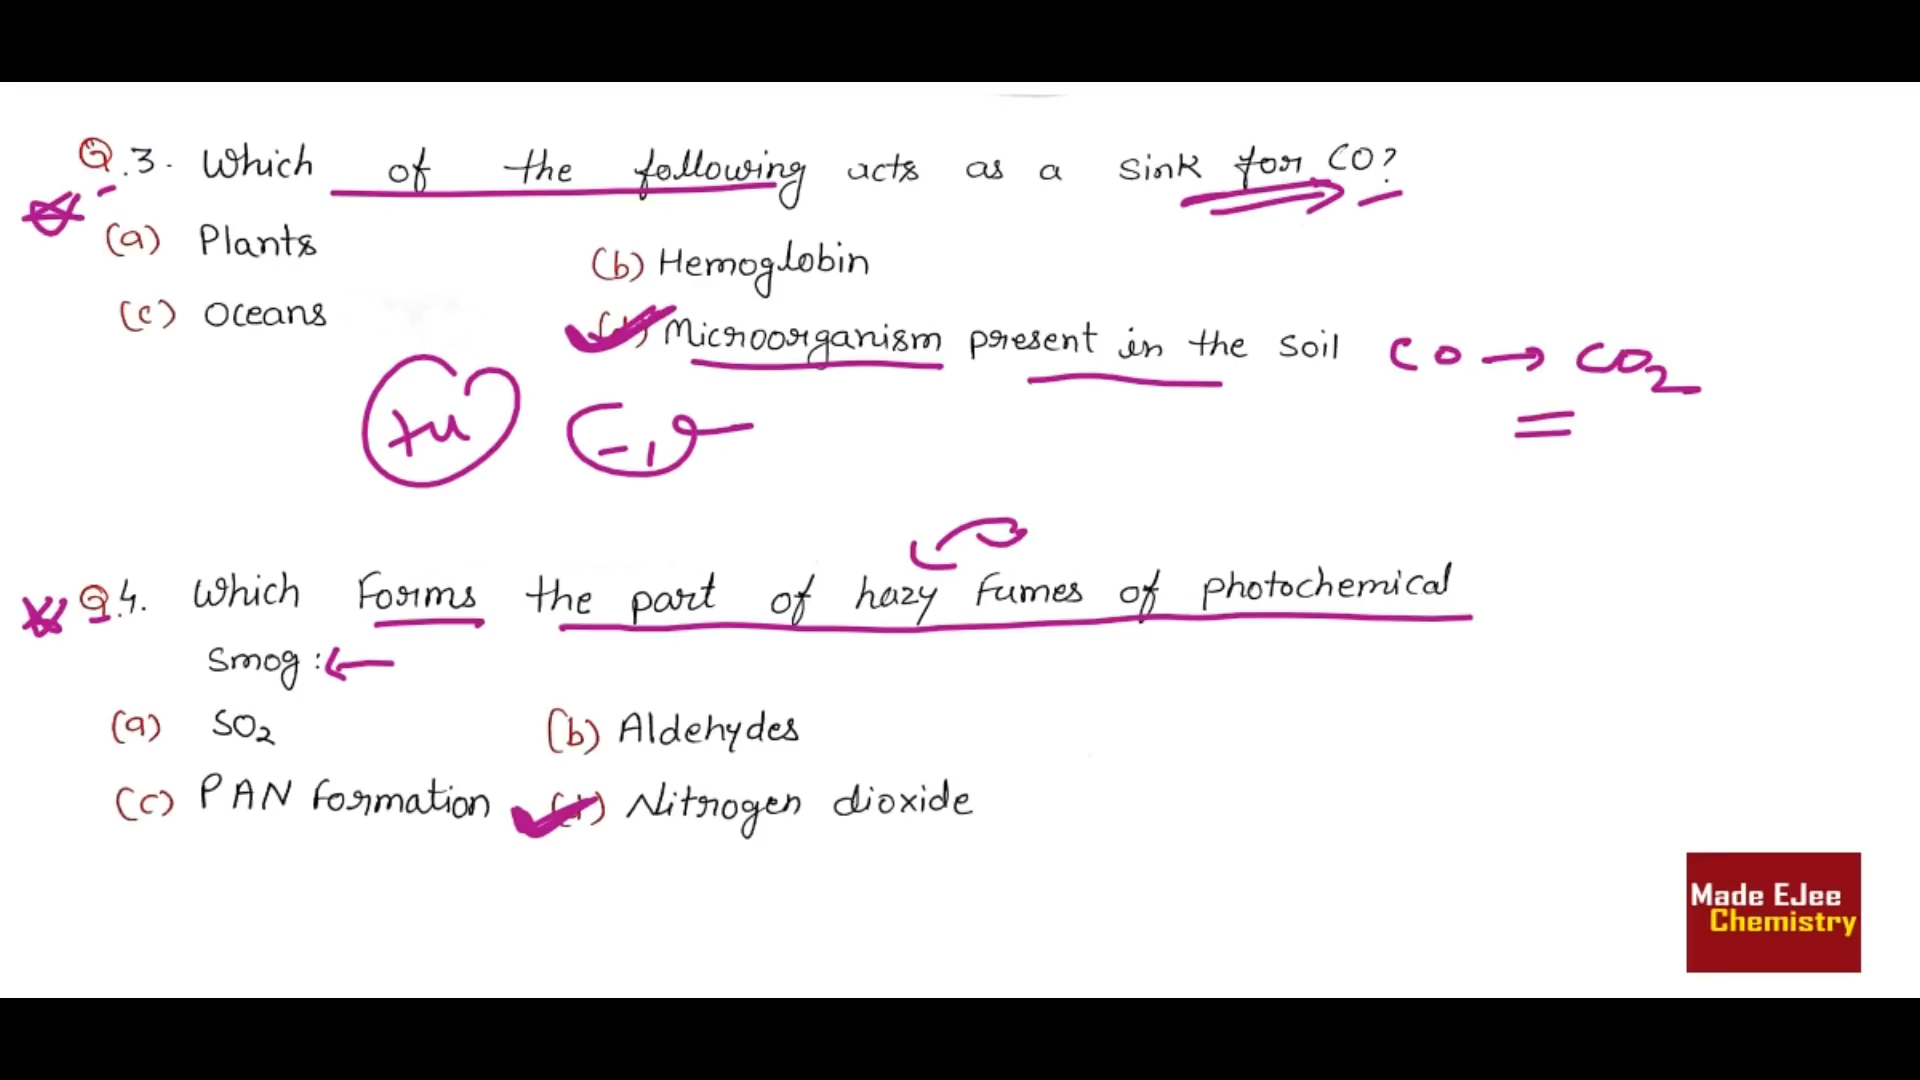 Q.3. Which of the following acts as a sink for CO?
(a) Plants (b) Hemoglobin
(c) Oceans (d) Microorganism present in the soil CO → CO₂
+4 -1
Q.4. Which Forms the part of hazy Fumes of photochemical
Smog :←
(a) SO₂ (b) Aldehydes
(c) PAN formation (d) Nitrogen dioxide
Made EJee
Chemistry